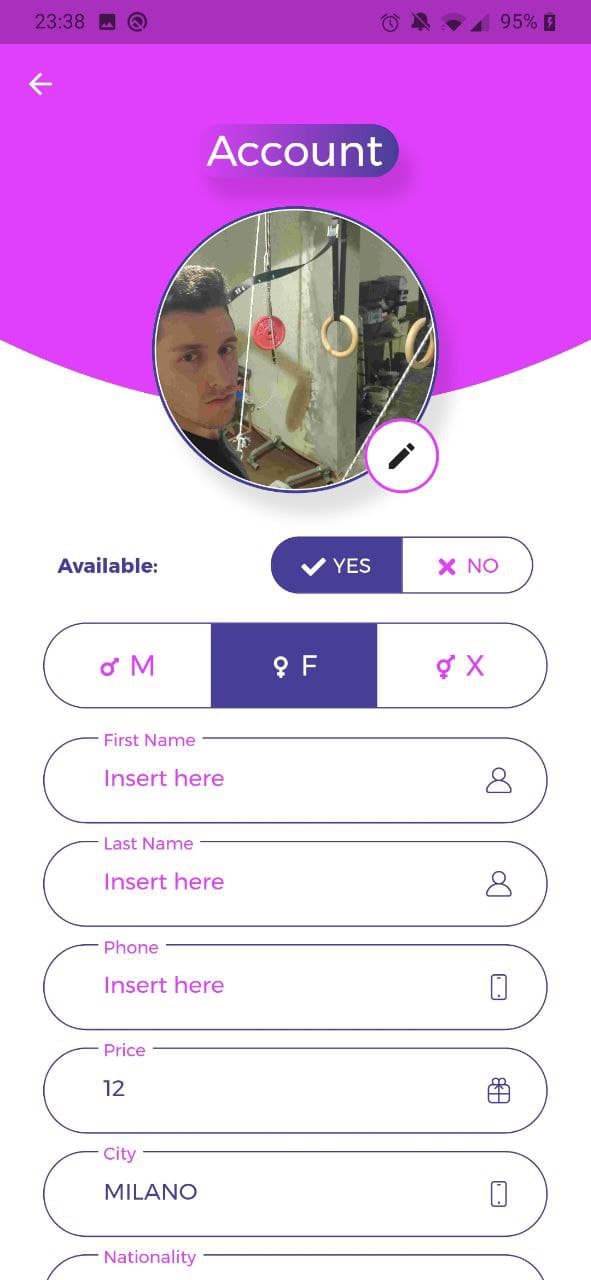 23:38 95%
Account
Available: YES NO
M F X
First Name
Insert here
Last Name
Insert here
Phone
Insert here
Price
12
City
MILANO
Nationality